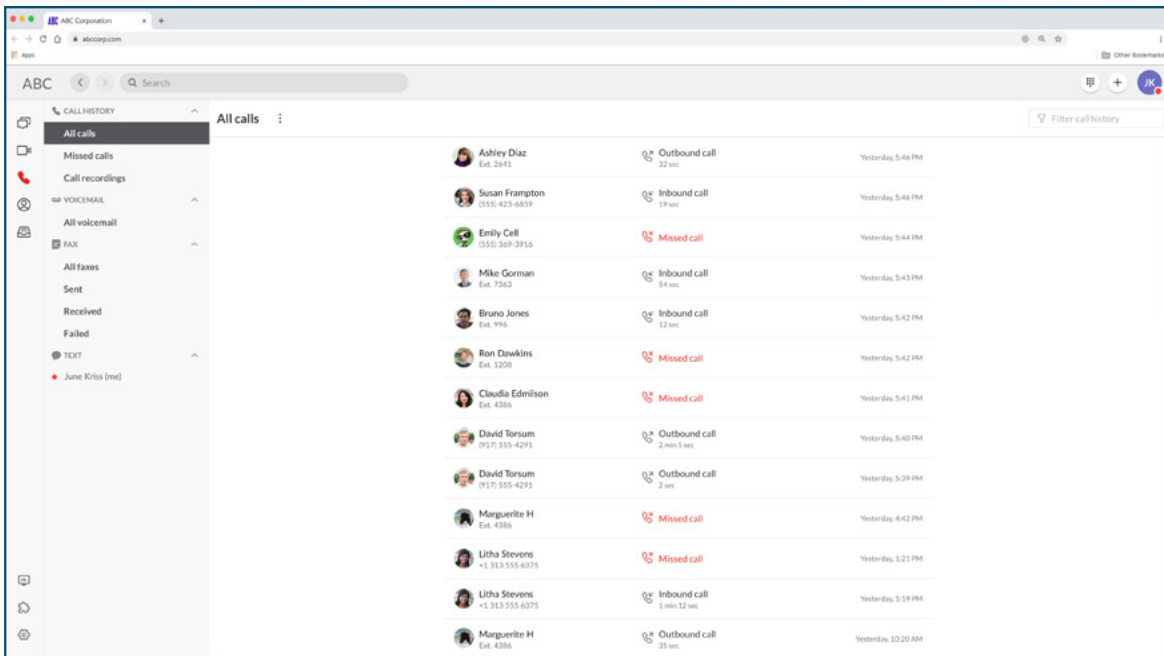 ABC ABC Corporation × +
abccorp.com
Apps Other Bookmarks
ABC Search JK
CALL HISTORY
All calls
Missed calls
Call recordings
VOICEMAIL
All voicemail
FAX
All faxes
Sent
Received
Failed
TEXT
June Kriss (me)
All calls Filter call history
Ashley Diaz Outbound call
Ext. 2641 32 sec Yesterday, 5:46 PM
Susan Frampton Inbound call
(555) 423-6859 19 sec Yesterday, 5:46 PM
Emily Cell
(555) 369-3916 Missed call Yesterday, 5:44 PM
Mike Gorman Inbound call
Ext. 7363 54 sec Yesterday, 5:43 PM
Bruno Jones Inbound call
Ext. 996 12 sec Yesterday, 5:42 PM
Ron Dawkins
Ext. 1208 Missed call Yesterday, 5:42 PM
Claudia Edmilson
Ext. 4386 Missed call Yesterday, 5:41 PM
David Torsum Outbound call
(917) 555-4291 2 min 5 sec Yesterday, 5:40 PM
David Torsum Outbound call
(917) 555-4291 2 sec Yesterday, 5:39 PM
Marguerite H
Ext. 4386 Missed call Yesterday, 4:42 PM
Litha Stevens
+1 313 555 6375 Missed call Yesterday, 1:21 PM
Litha Stevens Inbound call
+1 313 555 6375 1 min 12 sec Yesterday, 1:19 PM
Marguerite H Outbound call
Ext. 4386 35 sec Yesterday, 10:20 AM